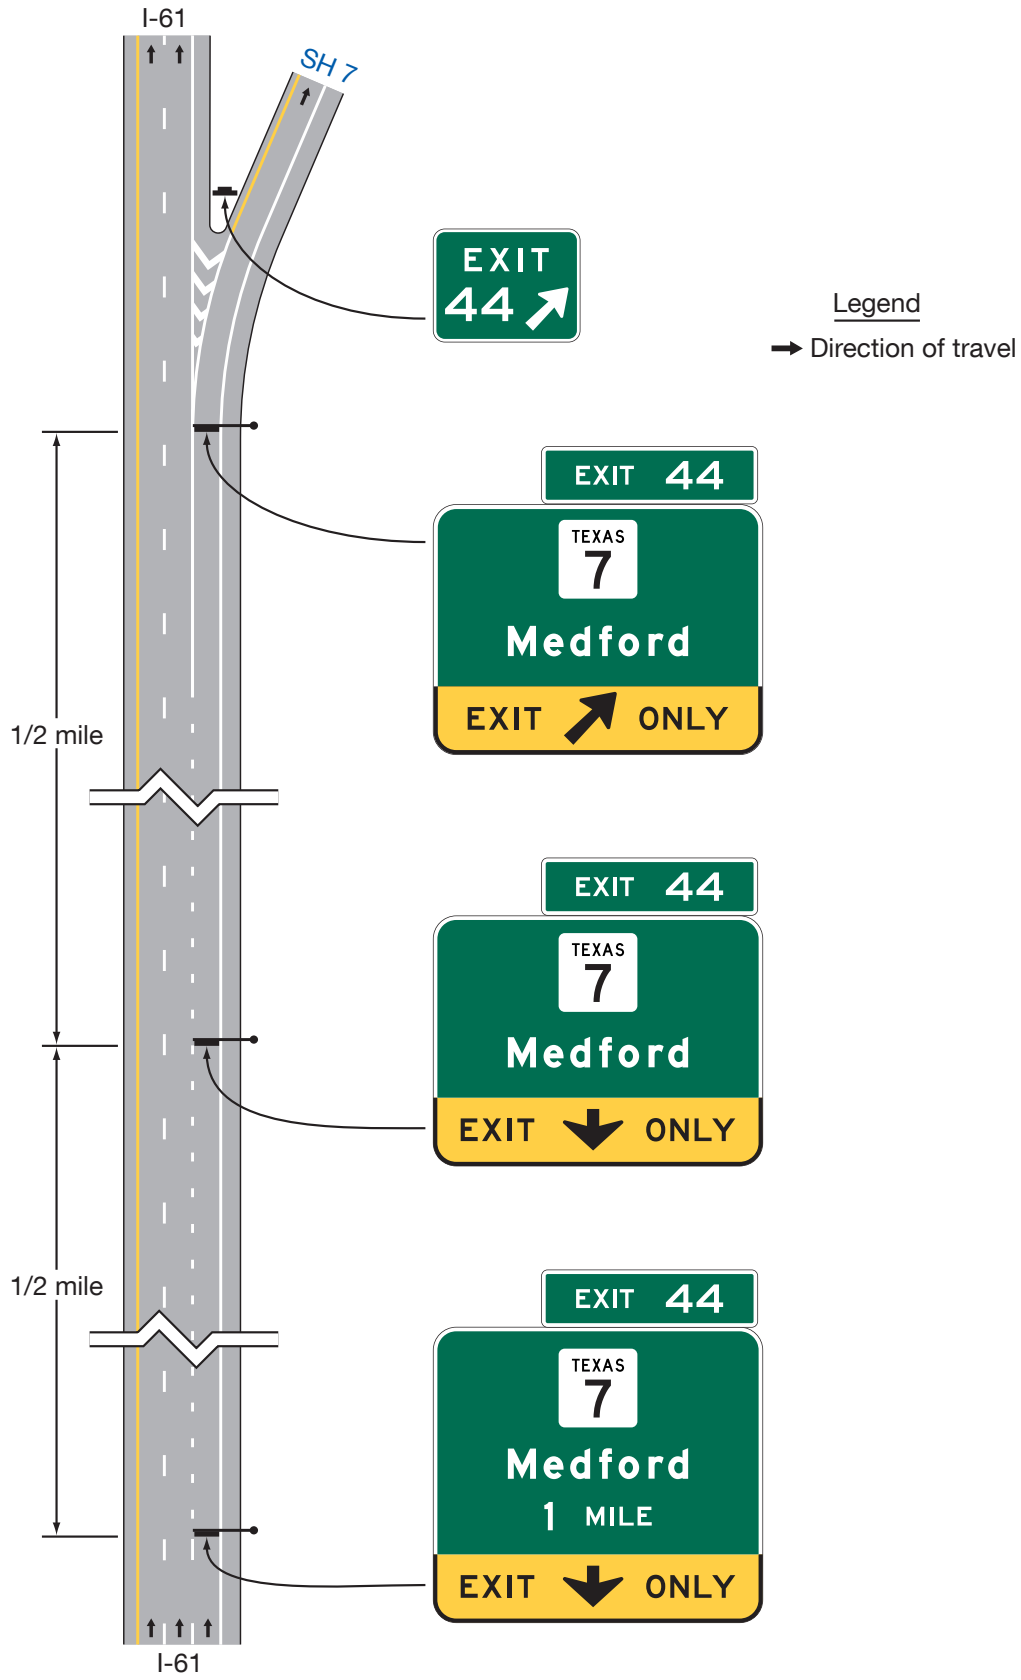 I-61
SH 7
EXIT
44
Legend
Direction of travel
EXIT 44
TEXAS
7
Medford
EXIT ONLY
1/2 mile
EXIT 44
TEXAS
7
Medford
EXIT ONLY
1/2 mile
EXIT 44
TEXAS
7
Medford
1 MILE
EXIT ONLY
I-61